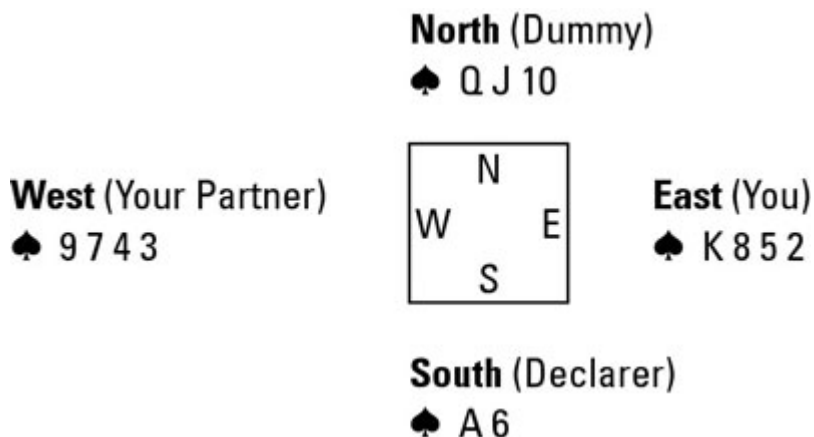 North (Dummy)
♠ Q J 10
West (Your Partner)
♠ 9 7 4 3
N
W E
S
East (You)
♠ K 8 5 2
South (Declarer)
♠ A 6